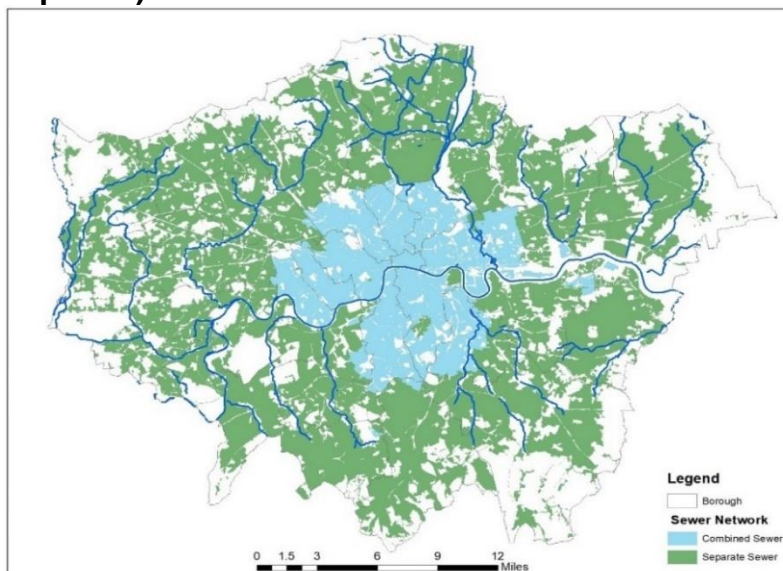 Legend
Borough
Sewer Network
Combined Sewer
Separate Sewer
0 1.5 3 6 9 12
Miles